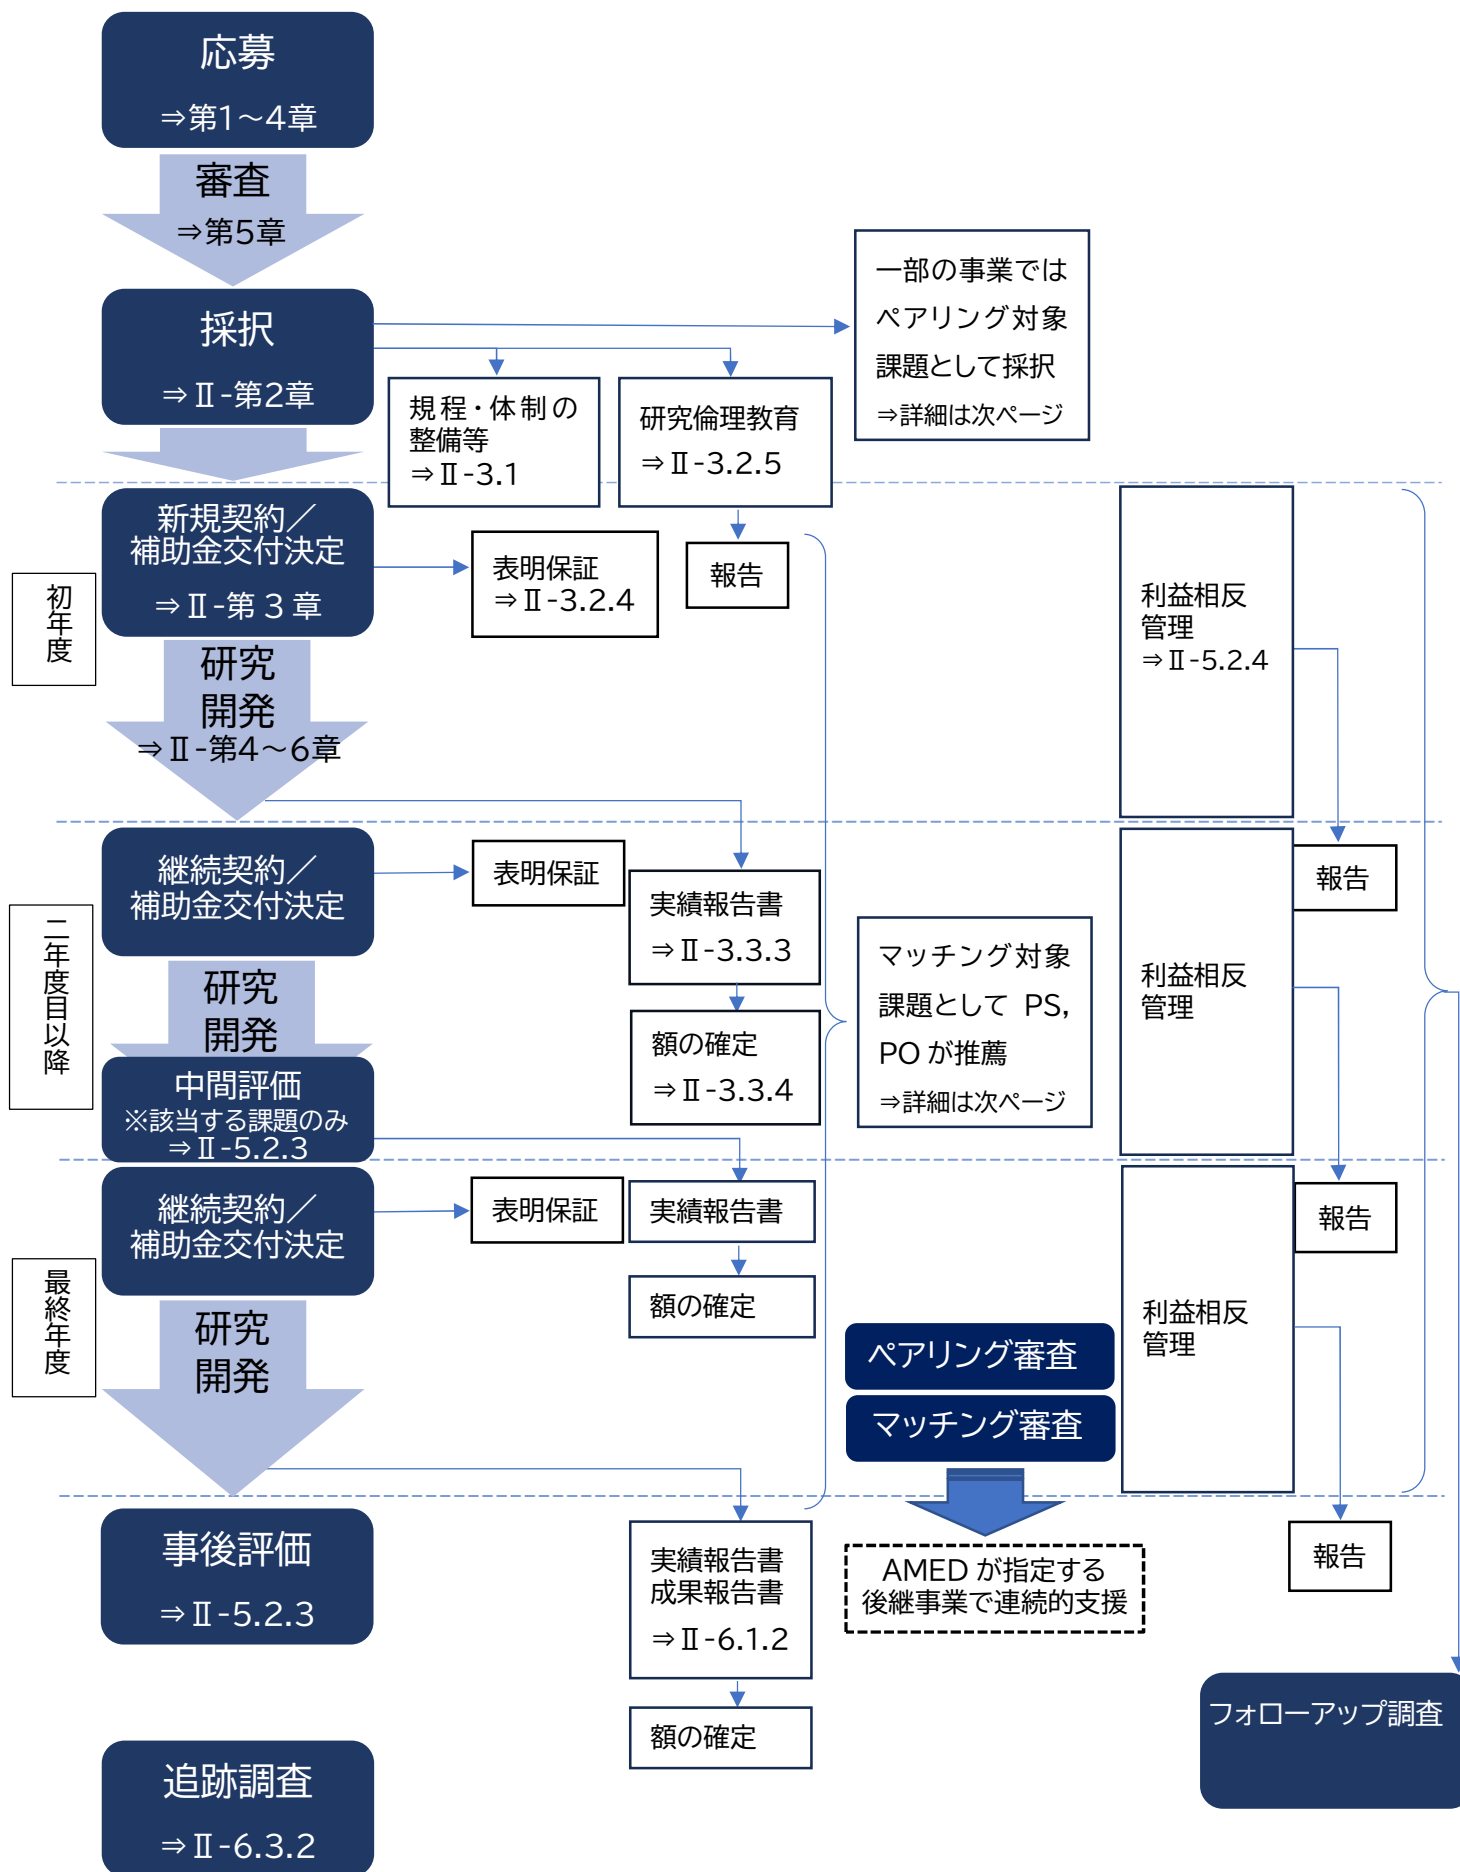 応募
⇒第1～4章
審査
⇒第5章
採択
⇒Ⅱ-第2章
一部の事業では
ペアリング対象
課題として採択
⇒詳細は次ページ
規程・体制の
整備等
⇒Ⅱ-3.1
研究倫理教育
⇒Ⅱ-3.2.5
報告
初年度
新規契約／
補助金交付決定
⇒Ⅱ-第３章
表明保証
⇒Ⅱ-3.2.4
利益相反
管理
⇒Ⅱ-5.2.4
研究
開発
⇒Ⅱ-第4～6章
二年度目以降
継続契約／
補助金交付決定
表明保証
実績報告書
⇒Ⅱ-3.3.3
額の確定
⇒Ⅱ-3.3.4
マッチング対象
課題として PS,
PO が推薦
⇒詳細は次ページ
利益相反
管理
報告
研究
開発
中間評価
※該当する課題のみ
⇒Ⅱ-5.2.3
最終年度
継続契約／
補助金交付決定
表明保証
実績報告書
額の確定
利益相反
管理
報告
研究
開発
ペアリング審査
マッチング審査
AMED が指定する
後継事業で連続的支援
事後評価
⇒Ⅱ-5.2.3
実績報告書
成果報告書
⇒Ⅱ-6.1.2
額の確定
報告
フォローアップ調査
追跡調査
⇒Ⅱ-6.3.2